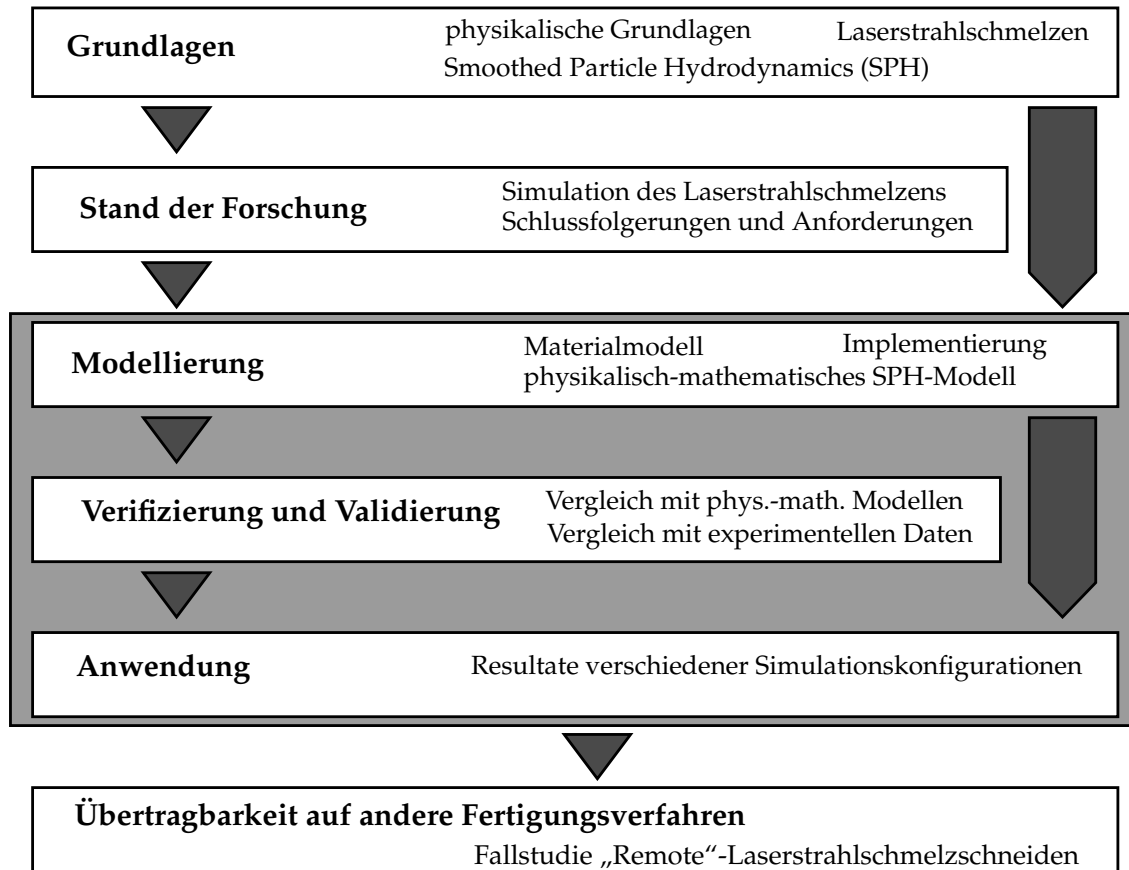 Grundlagen
physikalische Grundlagen Laserstrahlschmelzen
Smoothed Particle Hydrodynamics (SPH)
Stand der Forschung
Simulation des Laserstrahlschmelzens
Schlussfolgerungen und Anforderungen
Modellierung
Materialmodell Implementierung
physikalisch-mathematisches SPH-Modell
Verifizierung und Validierung
Vergleich mit phys.-math. Modellen
Vergleich mit experimentellen Daten
Anwendung
Resultate verschiedener Simulationskonfigurationen
Übertragbarkeit auf andere Fertigungsverfahren
Fallstudie „Remote“-Laserstrahlschmelzschneiden